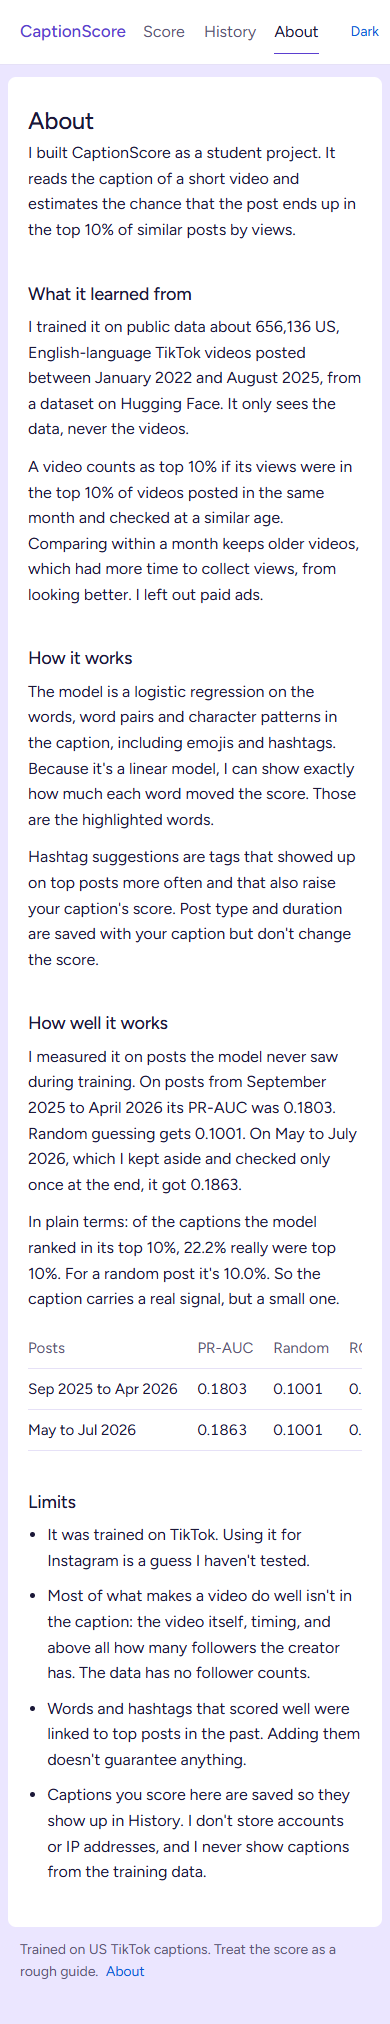 CaptionScore Score History About Dark
About
I built CaptionScore as a student project. It
reads the caption of a short video and
estimates the chance that the post ends up in
the top 10% of similar posts by views.
What it learned from
I trained it on public data about 656,136 US,
English-language TikTok videos posted
between January 2022 and August 2025, from
a dataset on Hugging Face. It only sees the
data, never the videos.
A video counts as top 10% if its views were in
the top 10% of videos posted in the same
month and checked at a similar age.
Comparing within a month keeps older videos,
which had more time to collect views, from
looking better. I left out paid ads.
How it works
The model is a logistic regression on the
words, word pairs and character patterns in
the caption, including emojis and hashtags.
Because it's a linear model, I can show exactly
how much each word moved the score. Those
are the highlighted words.
Hashtag suggestions are tags that showed up
on top posts more often and that also raise
your caption's score. Post type and duration
are saved with your caption but don't change
the score.
How well it works
I measured it on posts the model never saw
during training. On posts from September
2025 to April 2026 its PR-AUC was 0.1803.
Random guessing gets 0.1001. On May to July
2026, which I kept aside and checked only
once at the end, it got 0.1863.
In plain terms: of the captions the model
ranked in its top 10%, 22.2% really were top
10%. For a random post it's 10.0%. So the
caption carries a real signal, but a small one.
Posts PR-AUC Random
Sep 2025 to Apr 2026 0.1803 0.1001 0.
May to Jul 2026 0.1863 0.1001 0.
Limits
• It was trained on TikTok. Using it for
Instagram is a guess I haven't tested.
• Most of what makes a video do well isn't in
the caption: the video itself, timing, and
above all how many followers the creator
has. The data has no follower counts.
• Words and hashtags that scored well were
linked to top posts in the past. Adding them
doesn't guarantee anything.
• Captions you score here are saved so they
show up in History. I don't store accounts
or IP addresses, and I never show captions
from the training data.
Trained on US TikTok captions. Treat the score as a
rough guide. About